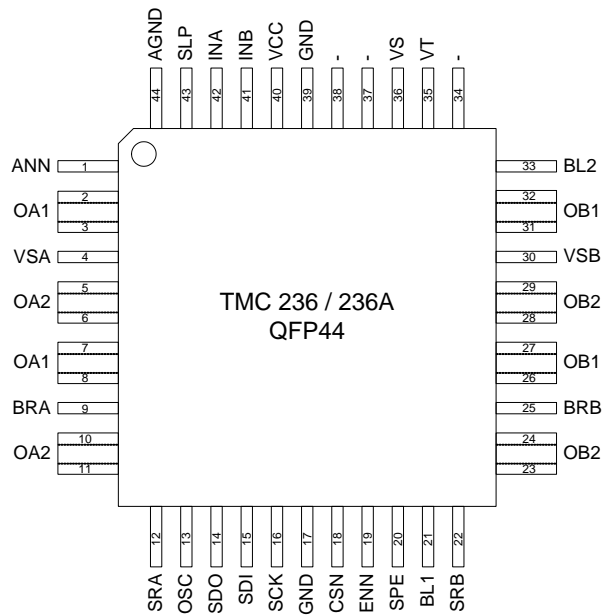 AGND SLP INA INB VCC GND - - VS VT -
44 43 42 41 40 39 38 37 36 35 34
ANN 1 33 BL2
2 32
OA1 OB1
3 31
VSA 4 30 VSB
5 29
OA2 OB2
6 28
TMC 236 / 236A
QFP44
7 27
OA1 OB1
8 26
BRA 9 25 BRB
10 24
OA2 OB2
11 23
12 13 14 15 16 17 18 19 20 21 22
SRA OSC SDO SDI SCK GND CSN ENN SPE BL1 SRB